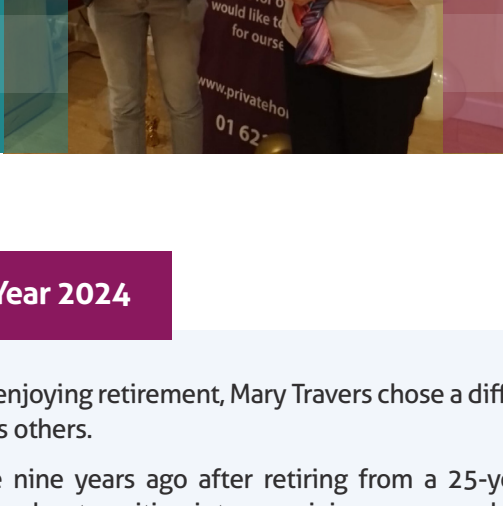 would like to
for ourse
www.privateho
01 62
Year 2024
enjoying retirement, Mary Travers chose a diff
s others.
e nine years ago after retiring from a 25-ye